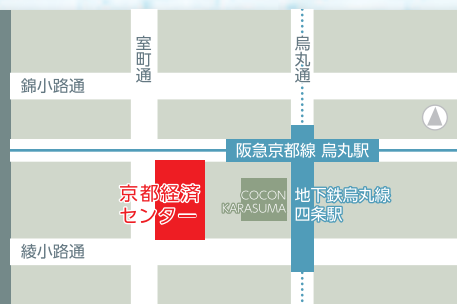 室町通
烏丸通
錦小路通
阪急京都線 烏丸駅
京都経済
センター
COCON
KARASUMA
地下鉄烏丸線
四条駅
綾小路通